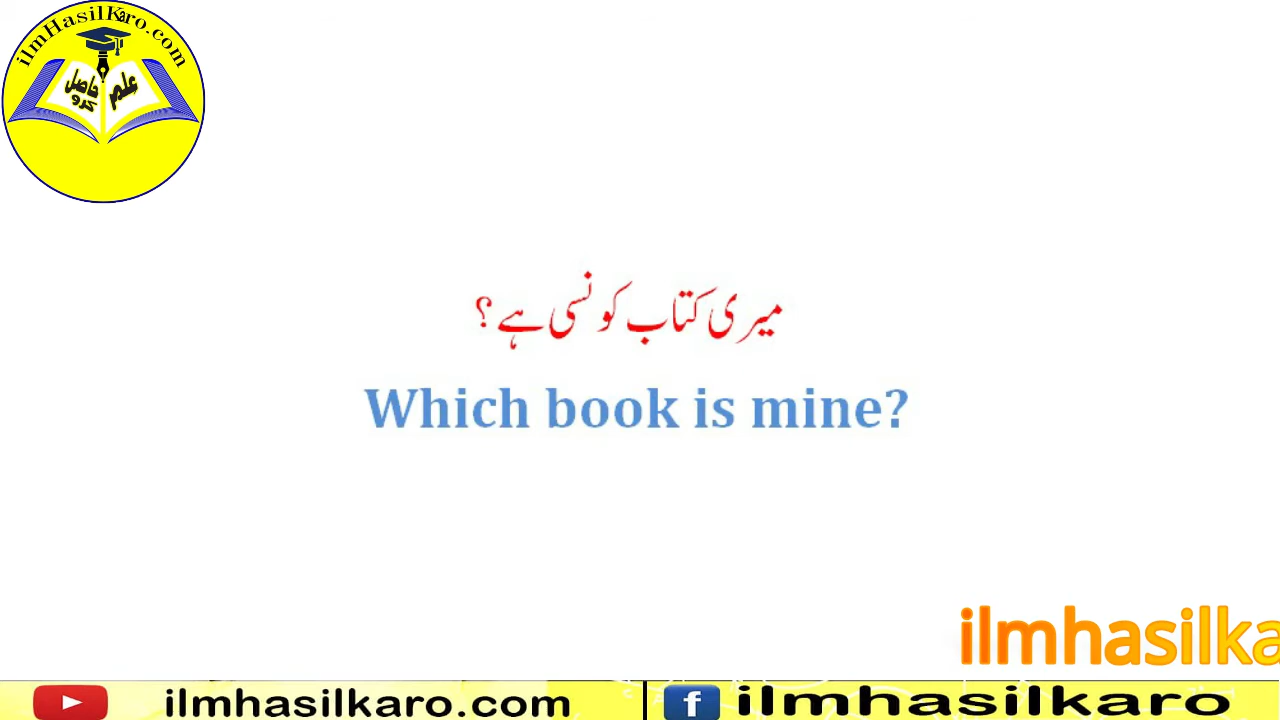 ilmHasilKaro.com
علم حاصل کرو
میری کتاب کونسی ہے؟
Which book is mine?
ilmhasilka
ilmhasilkaro.com
f ilmhasilkaro